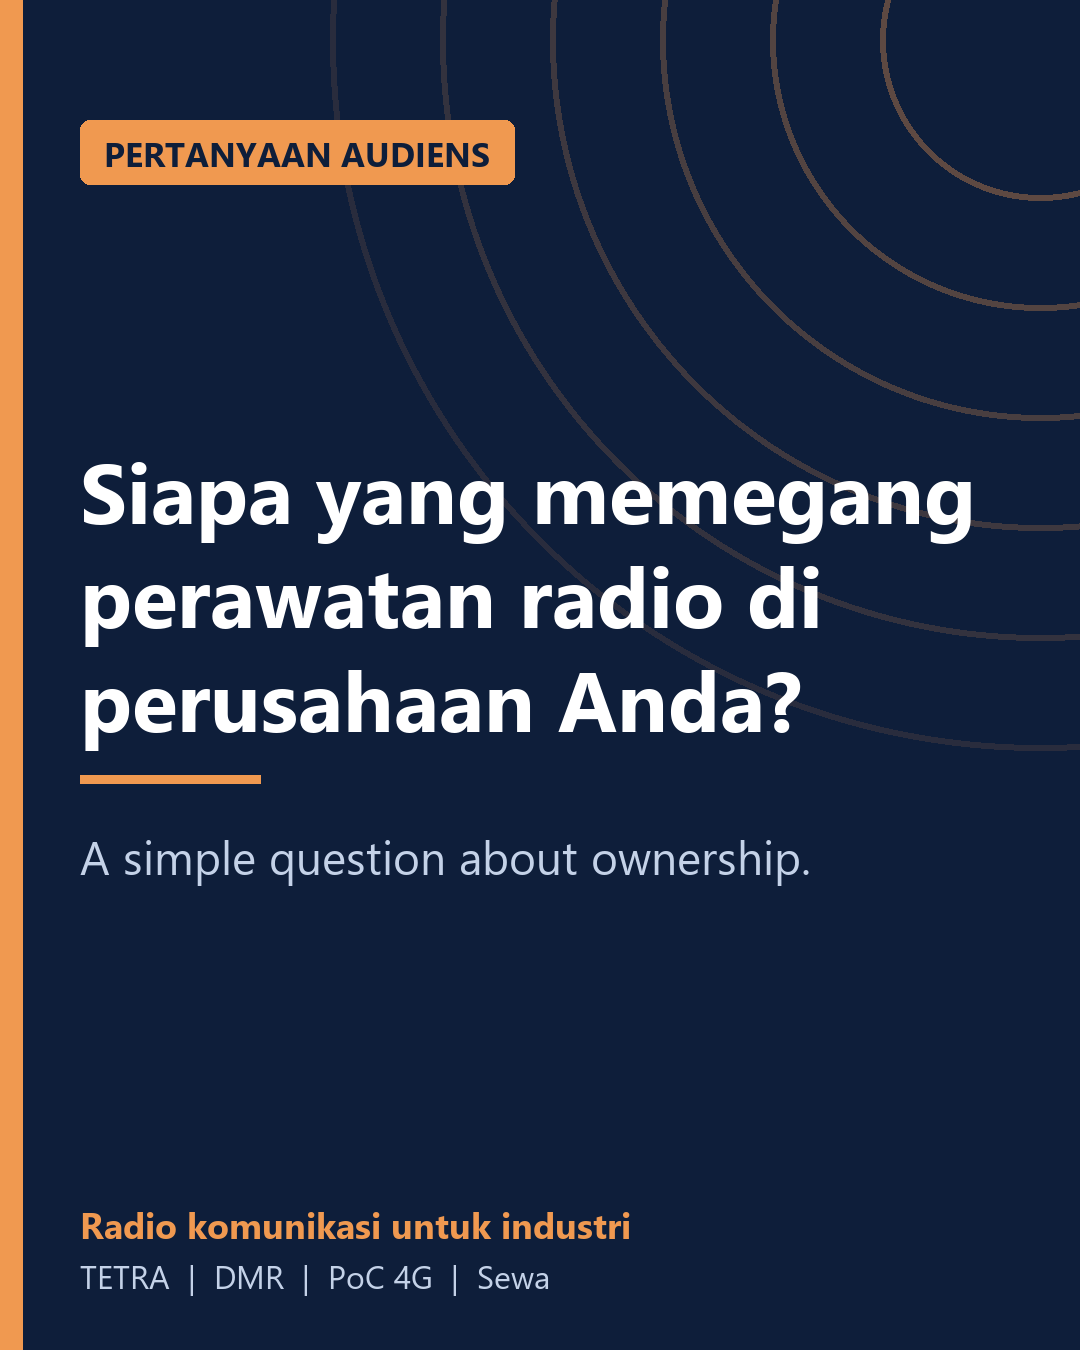 PERTANYAAN AUDIENS
Siapa yang memegang
perawatan radio di
perusahaan Anda?
A simple question about ownership.
Radio komunikasi untuk industri
TETRA | DMR | PoC 4G | Sewa